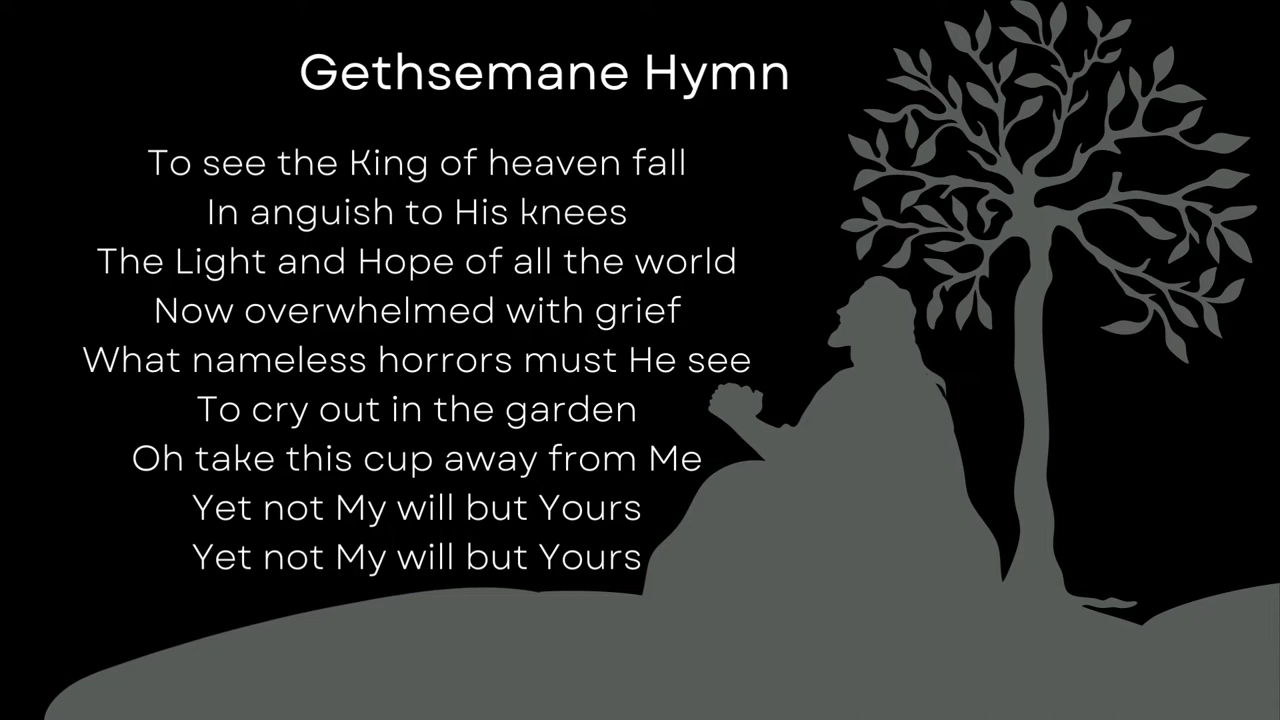 Gethsemane Hymn
To see the King of heaven fall
In anguish to His knees
The Light and Hope of all the world
Now overwhelmed with grief
What nameless horrors must He see
To cry out in the garden
Oh take this cup away from Me
Yet not My will but Yours
Yet not My will but Yours